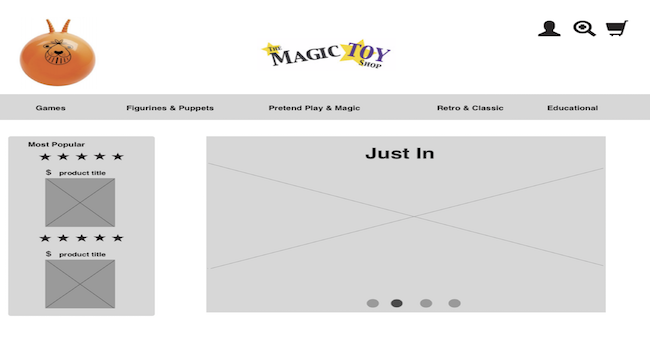 THE MAGIC TOY SHOP
Games Figurines & Puppets Pretend Play & Magic Retro & Classic Educational
Most Popular
$ product title
$ product title
Just In